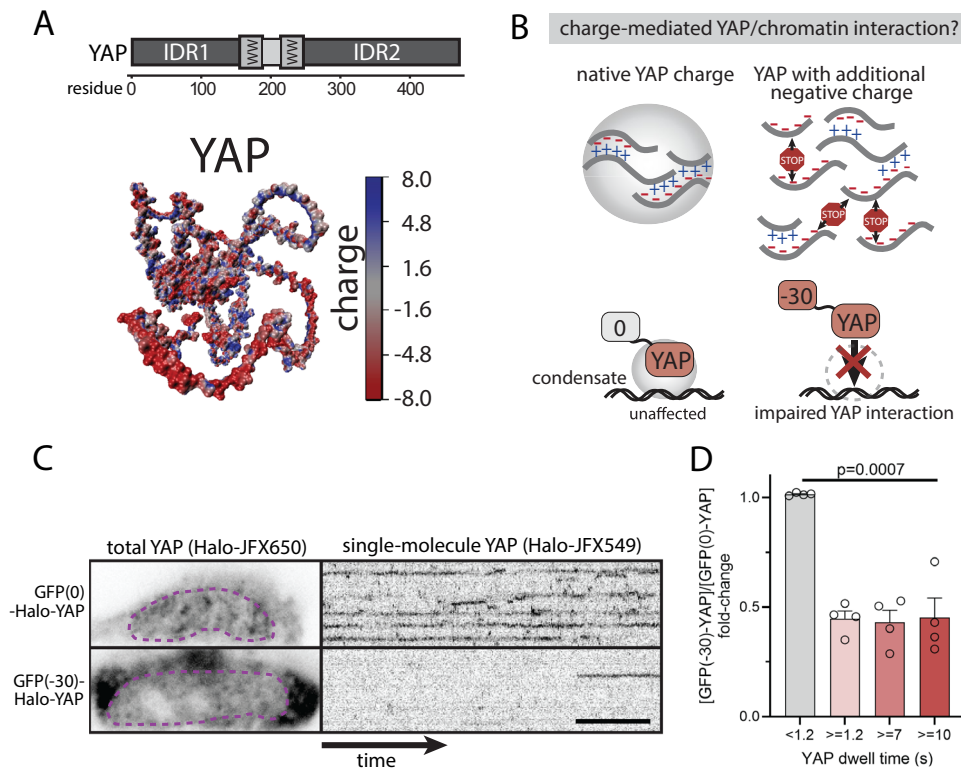 A
YAP
IDR1
IDR2
residue
0
100
200
300
400
YAP
charge
8.0
4.8
1.6
-1.6
-4.8
-8.0
B
charge-mediated YAP/chromatin interaction?
native YAP charge
YAP with additional
negative charge
STOP
STOP
STOP
0
YAP
condensate
unaffected
-30
YAP
impaired YAP interaction
C
total YAP (Halo-JFX650)
single-molecule YAP (Halo-JFX549)
GFP(0)
-Halo-YAP
GFP(-30)-
Halo-YAP
time
D
p=0.0007
[GFP(-30)-YAP]/[GFP(0)-YAP]
fold-change
1.0
0.5
0.0
<1.2
>=1.2
>=7
>=10
YAP dwell time (s)